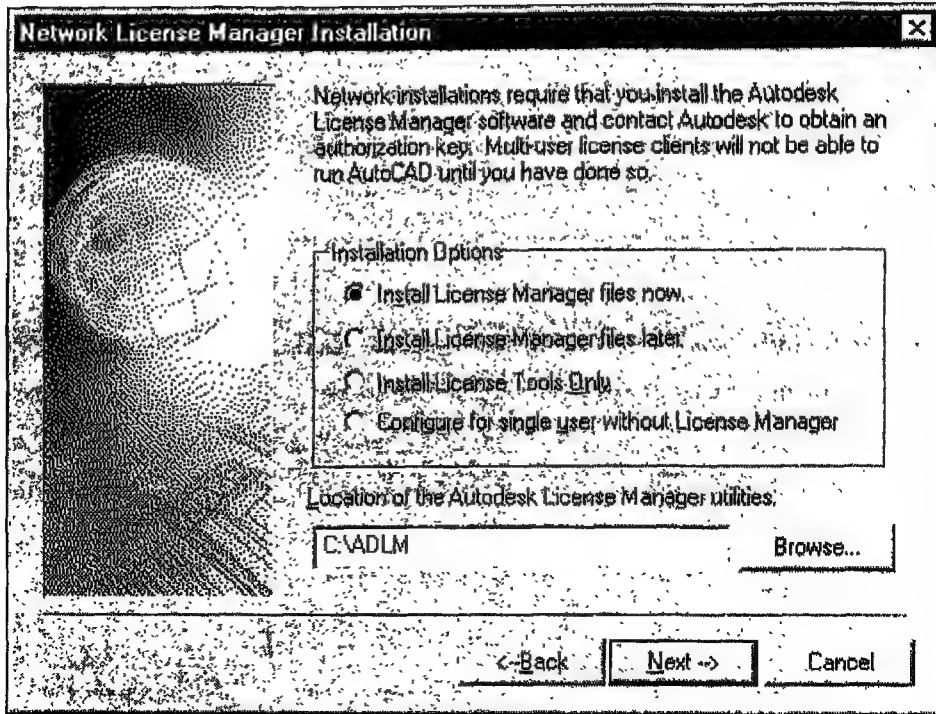 Network License Manager Installation
Network installations require that you install the Autodesk
License Manager software and contact Autodesk to obtain an
authorization key. Multi-user license clients will not be able to
run AutoCAD until you have done so.
Installation Options
Install License Manager files now.
Install License Manager files later.
Install License Tools Only
Configure for single user without License Manager
Location of the Autodesk License Manager utilities:
C:\ADLM
Browse...
<-Back
Next ->
Cancel